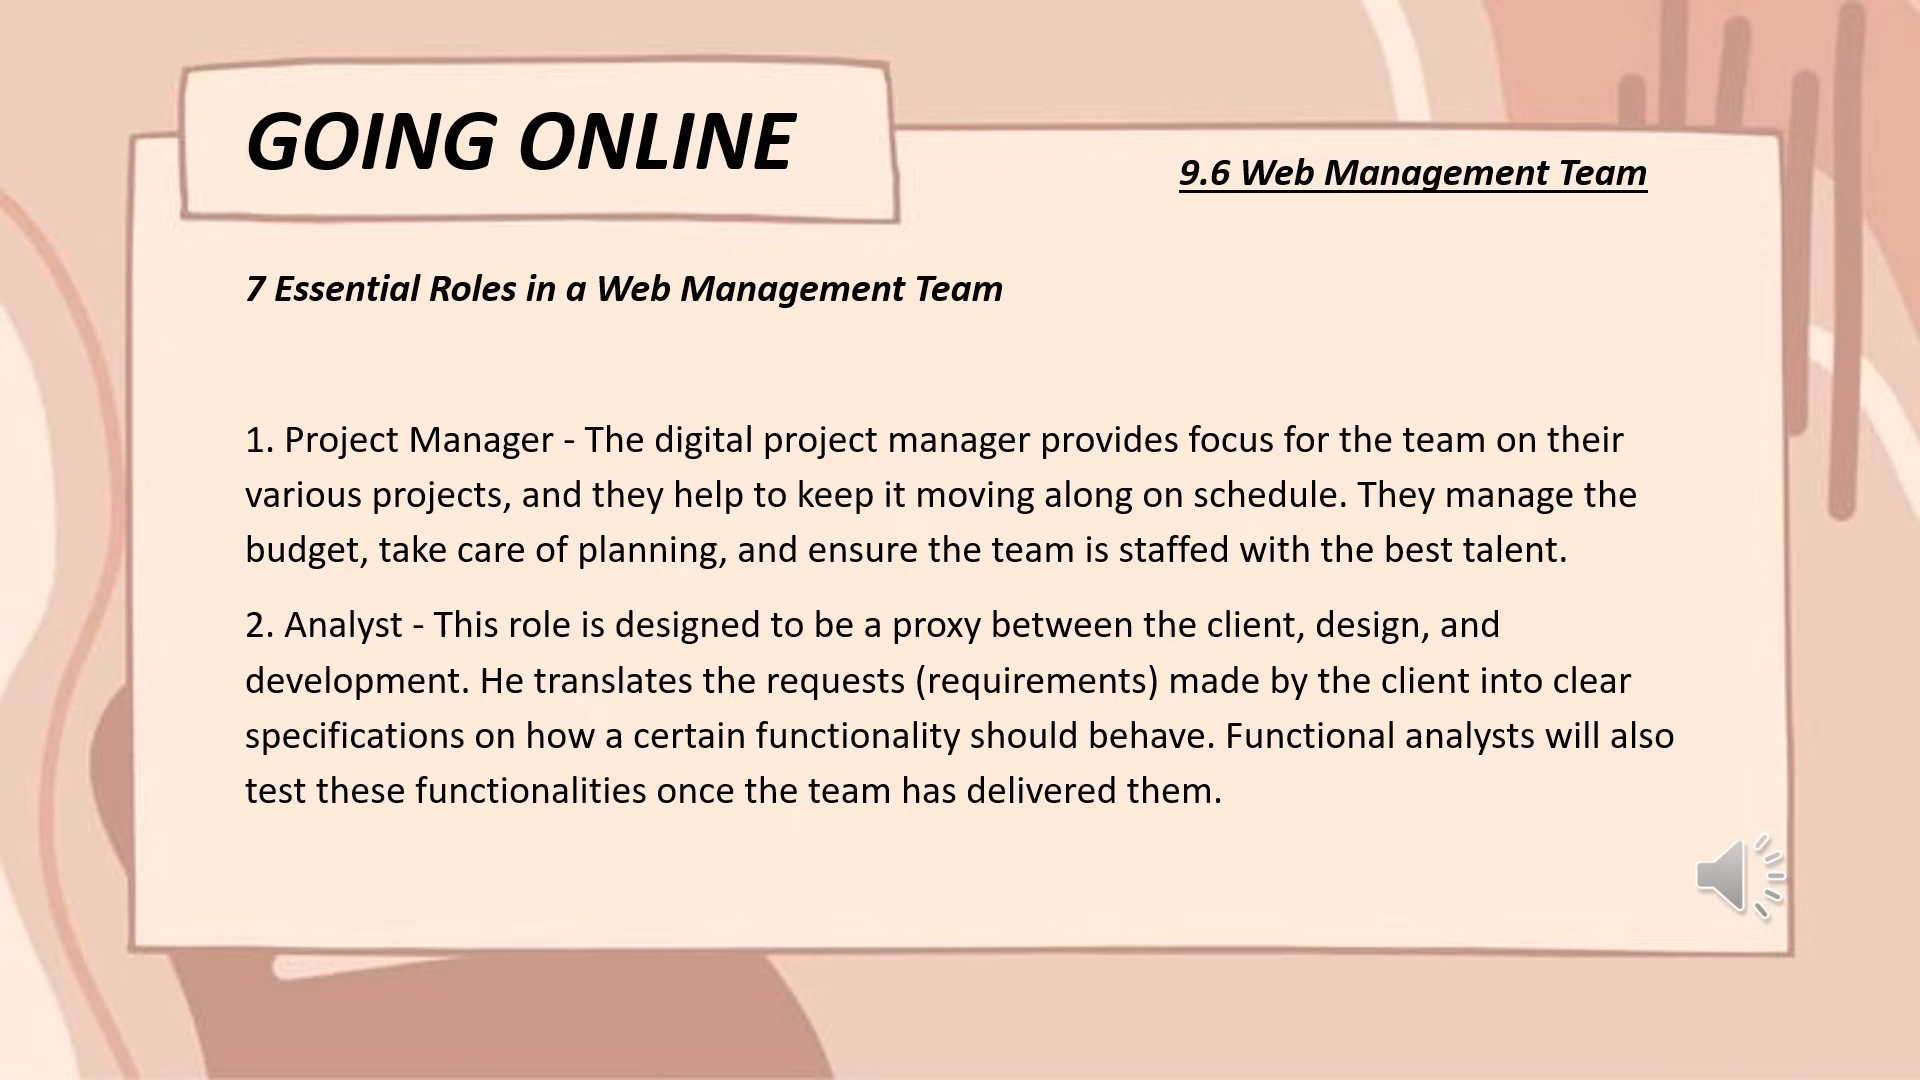 GOING ONLINE
9.6 Web Management Team
7 Essential Roles in a Web Management Team
1. Project Manager - The digital project manager provides focus for the team on their
various projects, and they help to keep it moving along on schedule. They manage the
budget, take care of planning, and ensure the team is staffed with the best talent.
2. Analyst - This role is designed to be a proxy between the client, design, and
development. He translates the requests (requirements) made by the client into clear
specifications on how a certain functionality should behave. Functional analysts will also
test these functionalities once the team has delivered them.